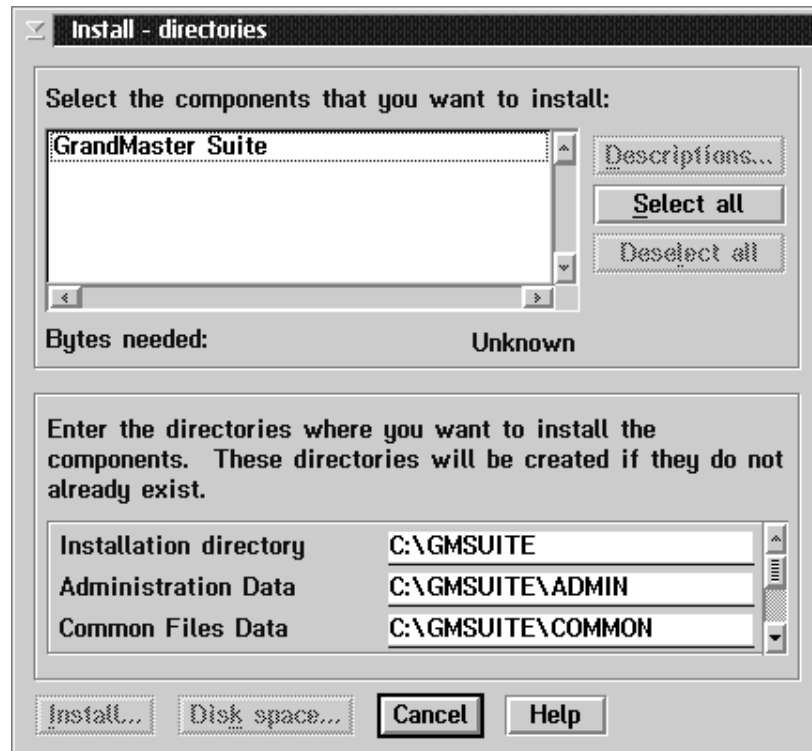 Install - directories
Select the components that you want to install:
GrandMaster Suite
Descriptions...
Select all
Deselect all
Bytes needed: Unknown
Enter the directories where you want to install the
components. These directories will be created if they do not
already exist.
Installation directory C:\GMSUITE
Administration Data C:\GMSUITE\ADMIN
Common Files Data C:\GMSUITE\COMMON
Install... Disk space... Cancel Help